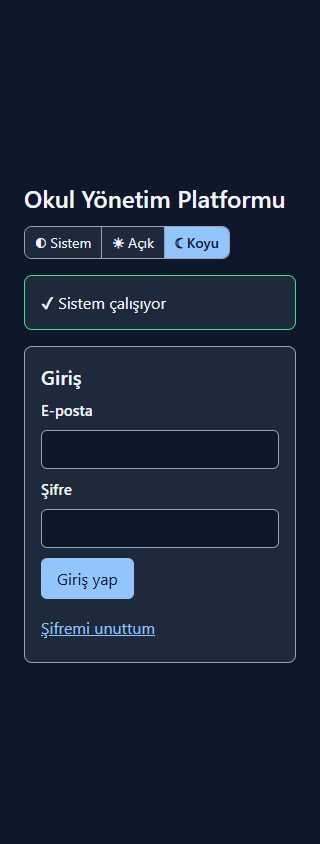 Okul Yönetim Platformu
◐ Sistem ☀ Açık ☾ Koyu
✔ Sistem çalışıyor
Giriş
E-posta
Şifre
Giriş yap
Şifremi unuttum